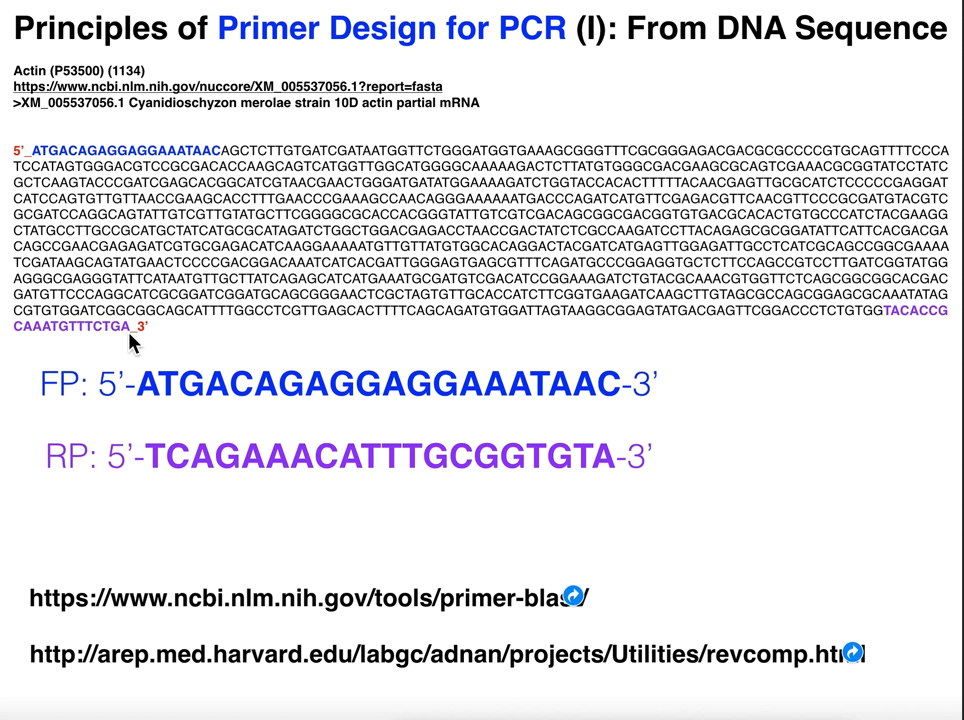 Principles of Primer Design for PCR (I): From DNA Sequence
Actin (P53500) (1134)
https://www.ncbi.nlm.nih.gov/nuccore/XM_005537056.1?report=fasta
>XM_005537056.1 Cyanidioschyzon merolae strain 10D actin partial mRNA
5’_ATGACAGAGGAGGAAATAACAGCTCTTGTGATCGATAATGGTTCTGGGATGGTGAAAGCGGGTTTCGCGGGAGACGACGCGCCCCGTGCAGTTTTCCCA
TCCATAGTGGGACGTCCGCGACACCAAGCAGTCATGGTTGGCATGGGGCAAAAAGACTCTTATGTGGGCGACGAAGCGCAGTCGAAACGCGGTATCCTATC
GCTCAAGTACCCGATCGAGCACGGCATCGTAACGAACTGGGATGATATGGAAAAGATCTGGTACCACACTTTTTACAACGAGTTGCGCATCTCCCCCGAGGAT
CATCCAGTGTTGTTAACCGAAGCACCTTTGAACCCGAAAGCCAACAGGGAAAAAATGACCCAGATCATGTTCGAGACGTTCAACGTTCCCGCGATGTACGTC
GCGATCCAGGCAGTATTGTCGTTGTATGCTTCGGGGCGCACCACGGGTATTGTCGTCGACAGCGGCGACGGTGTGACGCACACTGTGCCCATCTACGAAGG
CTATGCCTTGCCGCATGCTATCATGCGCATAGATCTGGCTGGACGAGACCTAACCGACTATCTCGCCAAGATCCTTACAGAGCGCGGATATTCATTCACGACGA
CAGCCGAACGAGAGATCGTGCGAGACATCAAGGAAAAATGTTGTTATGTGGCACAGGACTACGATCATGAGTTGGAGATTGCCTCATCGCAGCCGGCGAAAA
TCGATAAGCAGTATGAACTCCCCGACGGACAAATCATCACGATTGGGAGTGAGCGTTTCAGATGCCCGGAGGTGCTCTTCCAGCCGTCCTTGATCGGTATGG
AGGGCGAGGGTATTCATAATGTTGCTTATCAGAGCATCATGAAATGCGATGTCGACATCCGGAAAGATCTGTACGCAAACGTGGTTCTCAGCGGCGGCACGAC
GATGTTCCCAGGCATCGCGGATCGGATGCAGCGGGAACTCGCTAGTGTTGCACCATCTTCGGTGAAGATCAAGCTTGTAGCGCCAGCGGAGCGCAAATATAG
CGTGTGGATCGGCGGCAGCATTTTGGCCTCGTTGAGCACTTTTCAGCAGATGTGGATTAGTAAGGCGGAGTATGACGAGTTCGGACCCTCTGTGGTACACCG
CAAATGTTTCTGA_3’
FP: 5’-ATGACAGAGGAGGAAATAAC-3’
RP: 5’-TCAGAAACATTTGCGGTGTA-3’
https://www.ncbi.nlm.nih.gov/tools/primer-blast/
http://arep.med.harvard.edu/labgc/adnan/projects/Utilities/revcomp.html